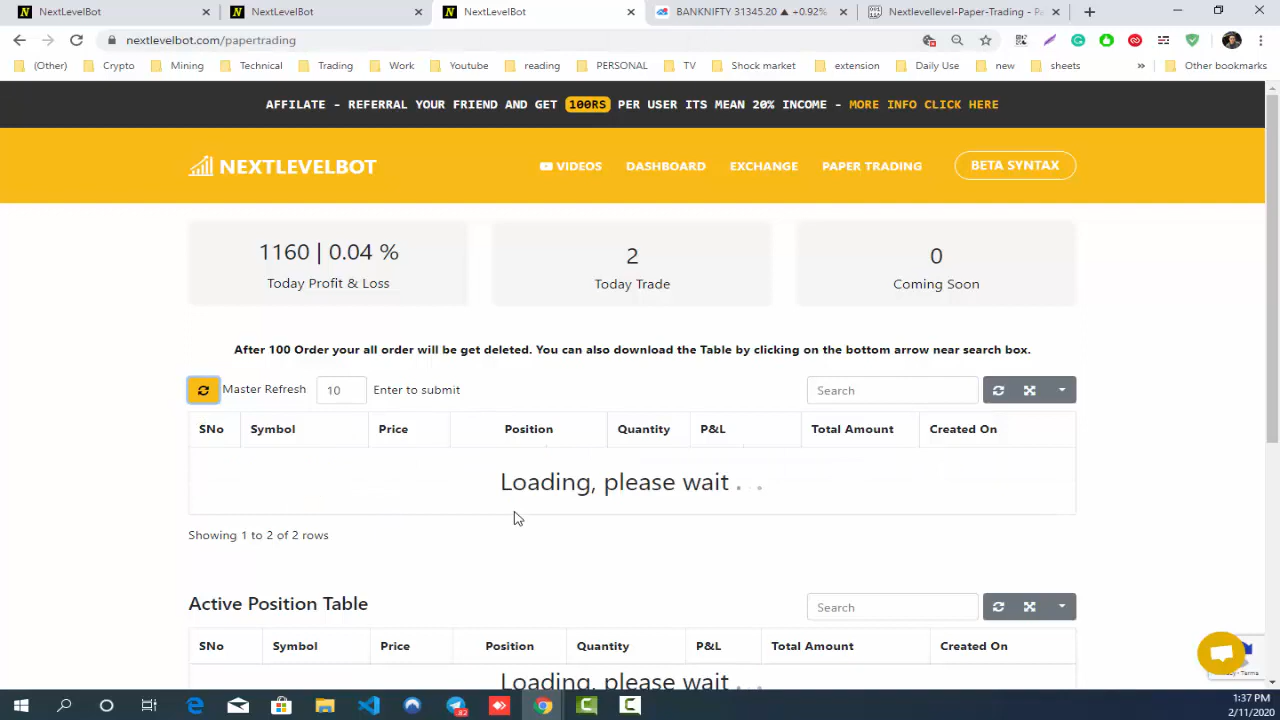 NextLevelBot
NextLevelBot
NextLevelBot
BANKNIFTY 31345.20 ▲ +0.92%
Nextlevellevel-Paper-Trading - P
nextlevelbot.com/papertrading
(Other)
Crypto
Mining
Technical
Trading
Work
Youtube
reading
PERSONAL
TV
Shock market
extension
Daily Use
new
sheets
»
Other bookmarks
AFFILATE - REFERRAL YOUR FRIEND AND GET 100RS PER USER ITS MEAN 20% INCOME - MORE INFO CLICK HERE
NEXTLEVELBOT
VIDEOS
DASHBOARD
EXCHANGE
PAPER TRADING
BETA SYNTAX
1160 | 0.04 %
Today Profit & Loss
2
Today Trade
0
Coming Soon
After 100 Order your all order will be get deleted. You can also download the Table by clicking on the bottom arrow near search box.
Master Refresh
10
Enter to submit
Search
SNo
Symbol
Price
Position
Quantity
P&L
Total Amount
Created On
Loading, please wait . . .
Showing 1 to 2 of 2 rows
Active Position Table
Search
SNo
Symbol
Price
Position
Quantity
P&L
Total Amount
Created On
Loading, please wait . . .
- Terms
1:37 PM
2/11/2020